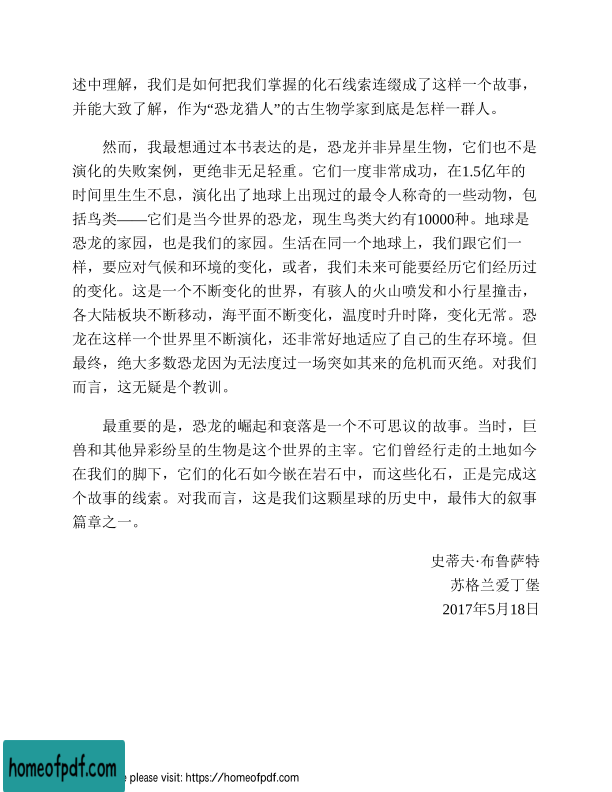 述中理解，我们是如何把我们掌握的化石线索连缀成了这样一个故事，
并能大致了解，作为“恐龙猎人”的古生物学家到底是怎样一群人。
然而，我最想通过本书表达的是，恐龙并非异星生物，它们也不是
演化的失败案例，更绝非无足轻重。它们一度非常成功，在1.5亿年的
时间里生生不息，演化出了地球上出现过的最令人称奇的一些动物，包
括鸟类——它们是当今世界的恐龙，现生鸟类大约有10000种。地球是
恐龙的家园，也是我们的家园。生活在同一个地球上，我们跟它们一
样，要应对气候和环境的变化，或者，我们未来可能要经历它们经历过
的变化。这是一个不断变化的世界，有骇人的火山喷发和小行星撞击，
各大陆板块不断移动，海平面不断变化，温度时升时降，变化无常。恐
龙在这样一个世界里不断演化，还非常好地适应了自己的生存环境。但
最终，绝大多数恐龙因为无法度过一场突如其来的危机而灭绝。对我们
而言，这无疑是个教训。
最重要的是，恐龙的崛起和衰落是一个不可思议的故事。当时，巨
兽和其他异彩纷呈的生物是这个世界的主宰。它们曾经行走的土地如今
在我们的脚下，它们的化石如今嵌在岩石中，而这些化石，正是完成这
个故事的线索。对我而言，这是我们这颗星球的历史中，最伟大的叙事
篇章之一。
史蒂夫·布鲁萨特
苏格兰爱丁堡
2017年5月18日
homeofpdf.com
e please visit: https://homeofpdf.com